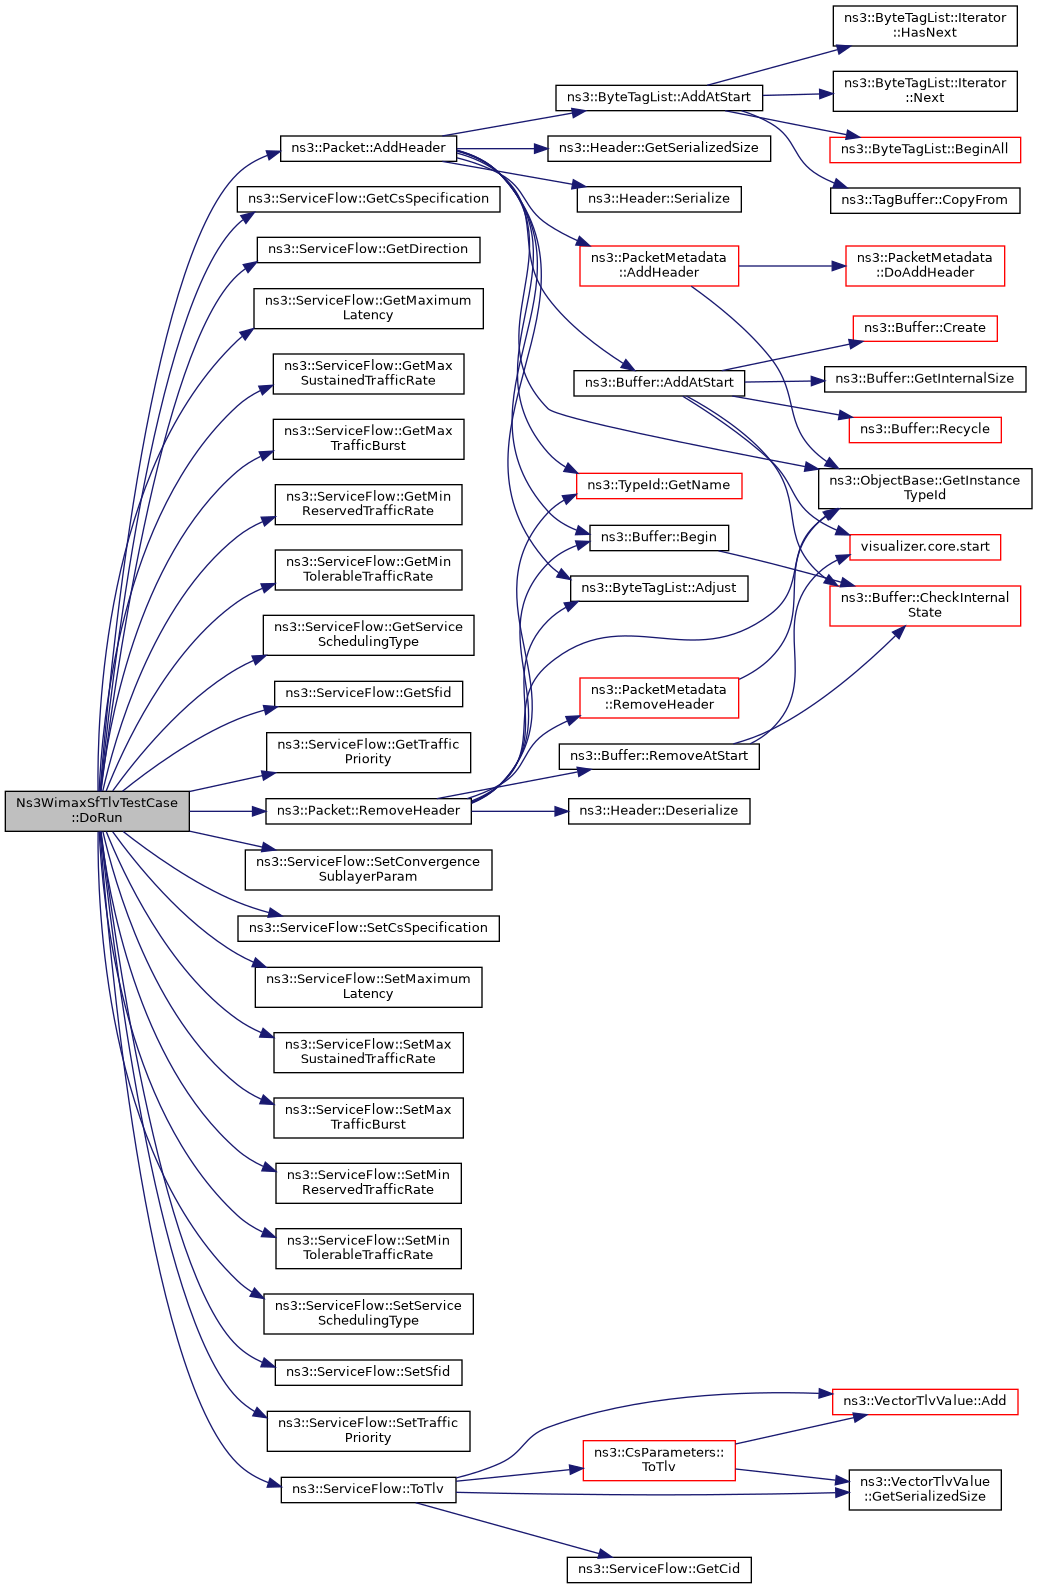 Ns3WimaxSfTlvTestCase
::DoRun
ns3::Packet::AddHeader
ns3::ServiceFlow::GetCsSpecification
ns3::ServiceFlow::GetDirection
ns3::ServiceFlow::GetMaximum
Latency
ns3::ServiceFlow::GetMax
SustainedTrafficRate
ns3::ServiceFlow::GetMax
TrafficBurst
ns3::ServiceFlow::GetMin
ReservedTrafficRate
ns3::ServiceFlow::GetMin
TolerableTrafficRate
ns3::ServiceFlow::GetService
SchedulingType
ns3::ServiceFlow::GetSfid
ns3::ServiceFlow::GetTraffic
Priority
ns3::Packet::RemoveHeader
ns3::ServiceFlow::SetConvergence
SublayerParam
ns3::ServiceFlow::SetCsSpecification
ns3::ServiceFlow::SetMaximum
Latency
ns3::ServiceFlow::SetMax
SustainedTrafficRate
ns3::ServiceFlow::SetMax
TrafficBurst
ns3::ServiceFlow::SetMin
ReservedTrafficRate
ns3::ServiceFlow::SetMin
TolerableTrafficRate
ns3::ServiceFlow::SetService
SchedulingType
ns3::ServiceFlow::SetSfid
ns3::ServiceFlow::SetTraffic
Priority
ns3::ServiceFlow::ToTlv
ns3::ByteTagList::AddAtStart
ns3::Header::GetSerializedSize
ns3::Header::Serialize
ns3::PacketMetadata
::AddHeader
ns3::Buffer::AddAtStart
ns3::TypeId::GetName
ns3::Buffer::Begin
ns3::ByteTagList::Adjust
ns3::PacketMetadata
::RemoveHeader
ns3::Buffer::RemoveAtStart
ns3::Header::Deserialize
ns3::CsParameters::
ToTlv
ns3::ServiceFlow::GetCid
ns3::ByteTagList::Iterator
::HasNext
ns3::ByteTagList::Iterator
::Next
ns3::ByteTagList::BeginAll
ns3::TagBuffer::CopyFrom
ns3::PacketMetadata
::DoAddHeader
ns3::Buffer::Create
ns3::Buffer::GetInternalSize
ns3::Buffer::Recycle
ns3::ObjectBase::GetInstance
TypeId
visualizer.core.start
ns3::Buffer::CheckInternal
State
ns3::VectorTlvValue::Add
ns3::VectorTlvValue
::GetSerializedSize